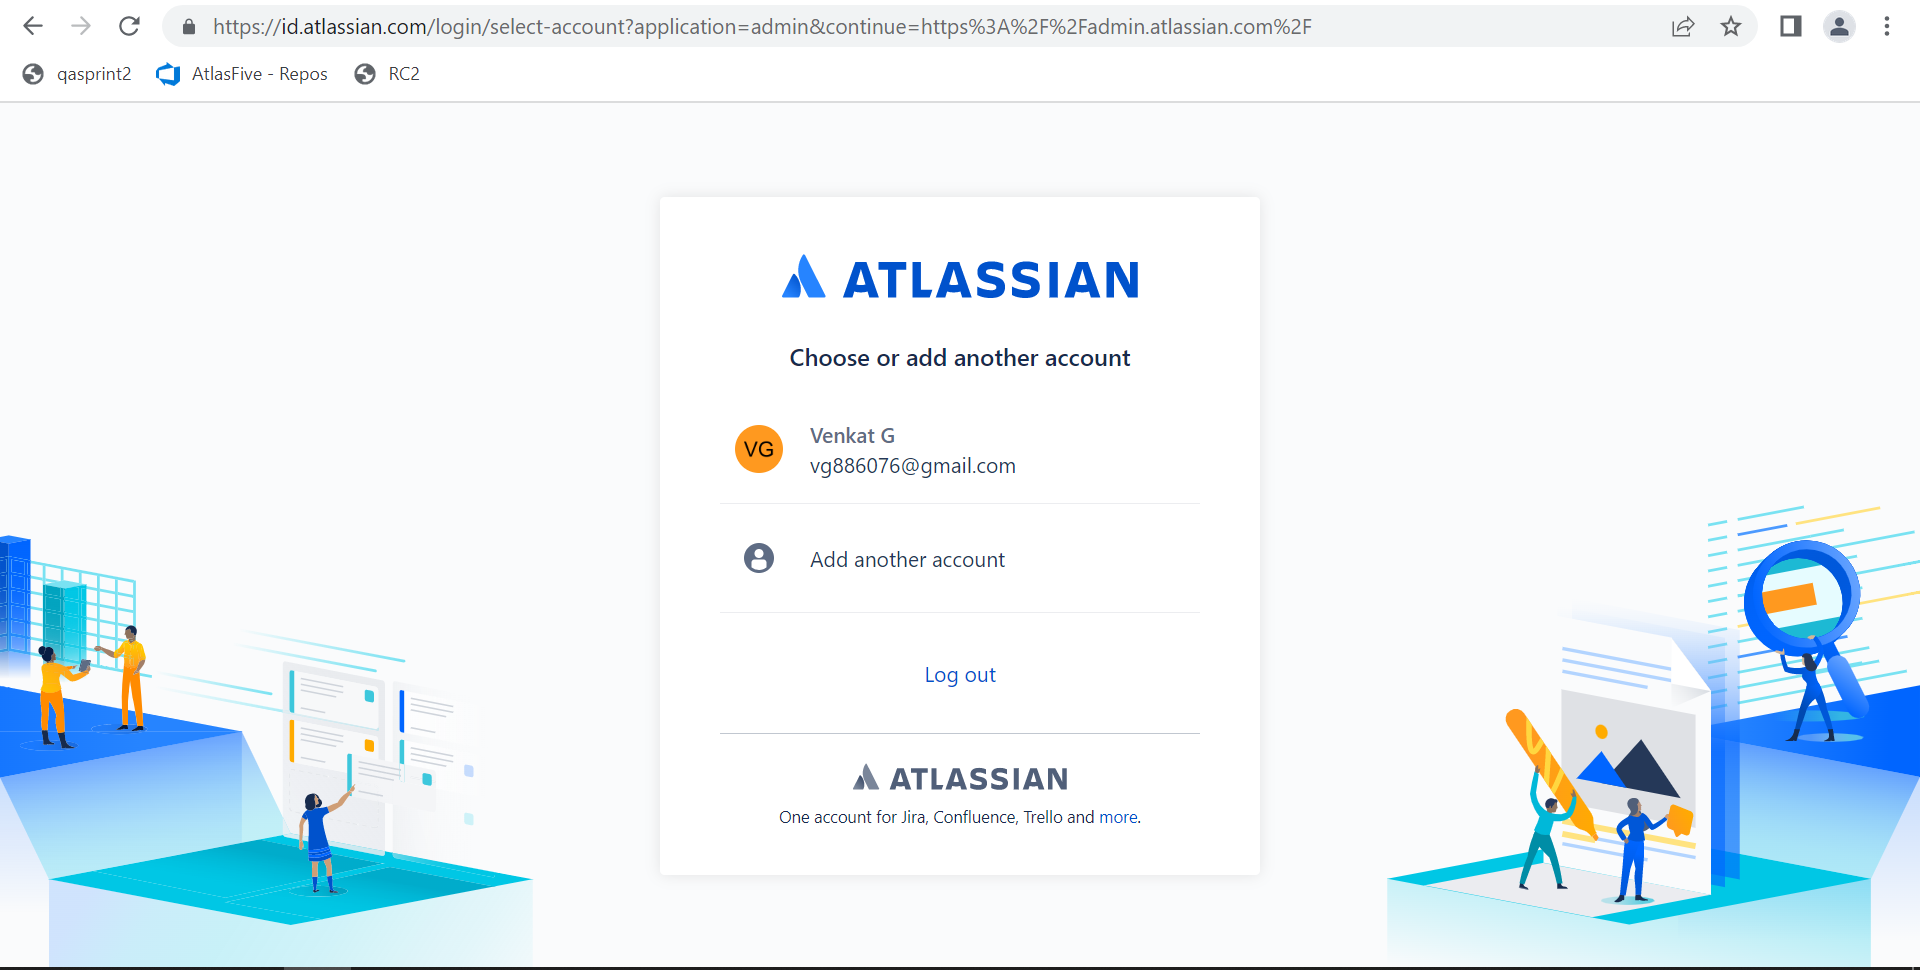 https://id.atlassian.com/login/select-account?application=admin&continue=https%3A%2F%2Fadmin.atlassian.com%2F
qasprint2 AtlasFive - Repos RC2
ATLASSIAN
Choose or add another account
VG Venkat G
vg886076@gmail.com
Add another account
Log out
ATLASSIAN
One account for Jira, Confluence, Trello and more.